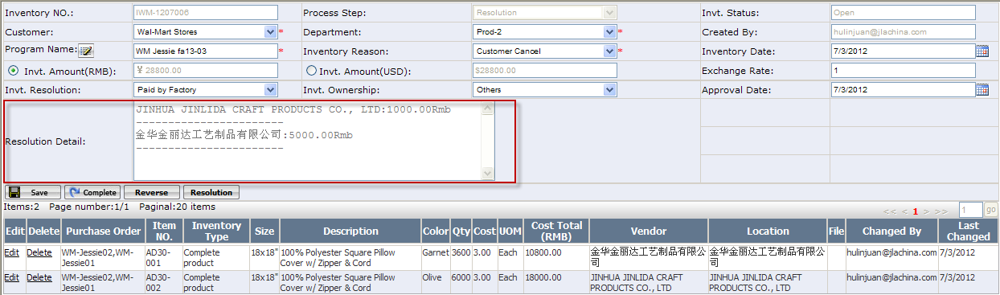 Inventory NO.: IWM-1207006 Process Step: Resolution Invt. Status: Open
Customer: Wal-Mart Stores * Department: Prod-2 * Created By: hulinjuan@jlachina.com
Program Name: WM Jessie fa13-03 * Inventory Reason: Customer Cancel * Inventory Date: 7/3/2012
Invt. Amount(RMB): ¥ 28800.00 Invt. Amount(USD): $28800.00 Exchange Rate: 1
Invt. Resolution: Paid by Factory Invt. Ownership: Others Approval Date: 7/3/2012
JINHUA JINLIDA CRAFT PRODUCTS CO., LTD:1000.00Rmb
-----------------------
金华金丽达工艺制品有限公司:5000.00Rmb
-----------------------
Resolution Detail:
Save Complete Reverse Resolution
Items:2 Page number:1/1 Paginal:20 items << < 1 > >> 1 go
Edit Delete Purchase Order Item NO. Inventory Type Size Description Color Qty Cost UOM Cost Total (RMB) Vendor Location File Changed By Last Changed
Edit Delete WM-Jessie02,WM-Jessie01 AD30-001 Complete product 18x18" 100% Polyester Square Pillow Cover w/ Zipper & Cord Garnet 3600 3.00 Each 10800.00 金华金丽达工艺制品有限公司 金华金丽达工艺制品有限公司 hulinjuan@jlachina.com 7/3/2012
Edit Delete WM-Jessie02,WM-Jessie01 AD30-002 Complete product 18x18" 100% Polyester Square Pillow Cover w/ Zipper & Cord Olive 6000 3.00 Each 18000.00 JINHUA JINLIDA CRAFT PRODUCTS CO., LTD JINHUA JINLIDA CRAFT PRODUCTS CO., LTD hulinjuan@jlachina.com 7/3/2012